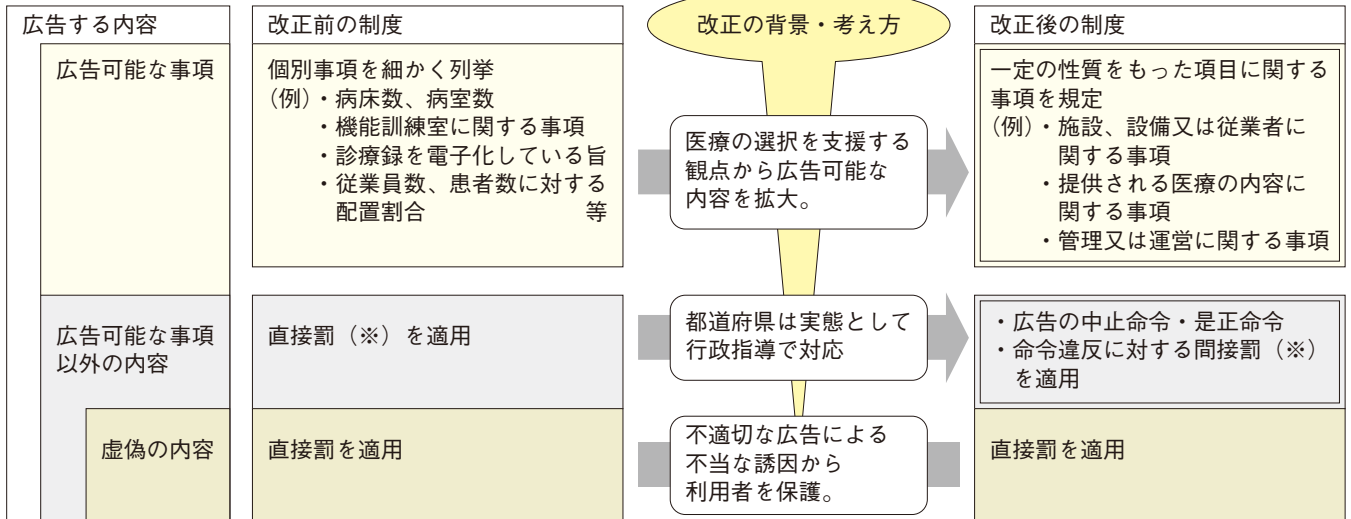 広告する内容
改正前の制度
改正の背景・考え方
改正後の制度
広告可能な事項
個別事項を細かく列挙
(例)・病床数、病室数
・機能訓練室に関する事項
・診療録を電子化している旨
・従業員数、患者数に対する
配置割合 等
医療の選択を支援する
観点から広告可能な
内容を拡大。
一定の性質をもった項目に関する
事項を規定
(例)・施設、設備又は従業者に
関する事項
・提供される医療の内容に
関する事項
・管理又は運営に関する事項
広告可能な事項
以外の内容
直接罰（※）を適用
都道府県は実態として
行政指導で対応
・広告の中止命令・是正命令
・命令違反に対する間接罰（※）
を適用
虚偽の内容
直接罰を適用
不適切な広告による
不当な誘因から
利用者を保護。
直接罰を適用